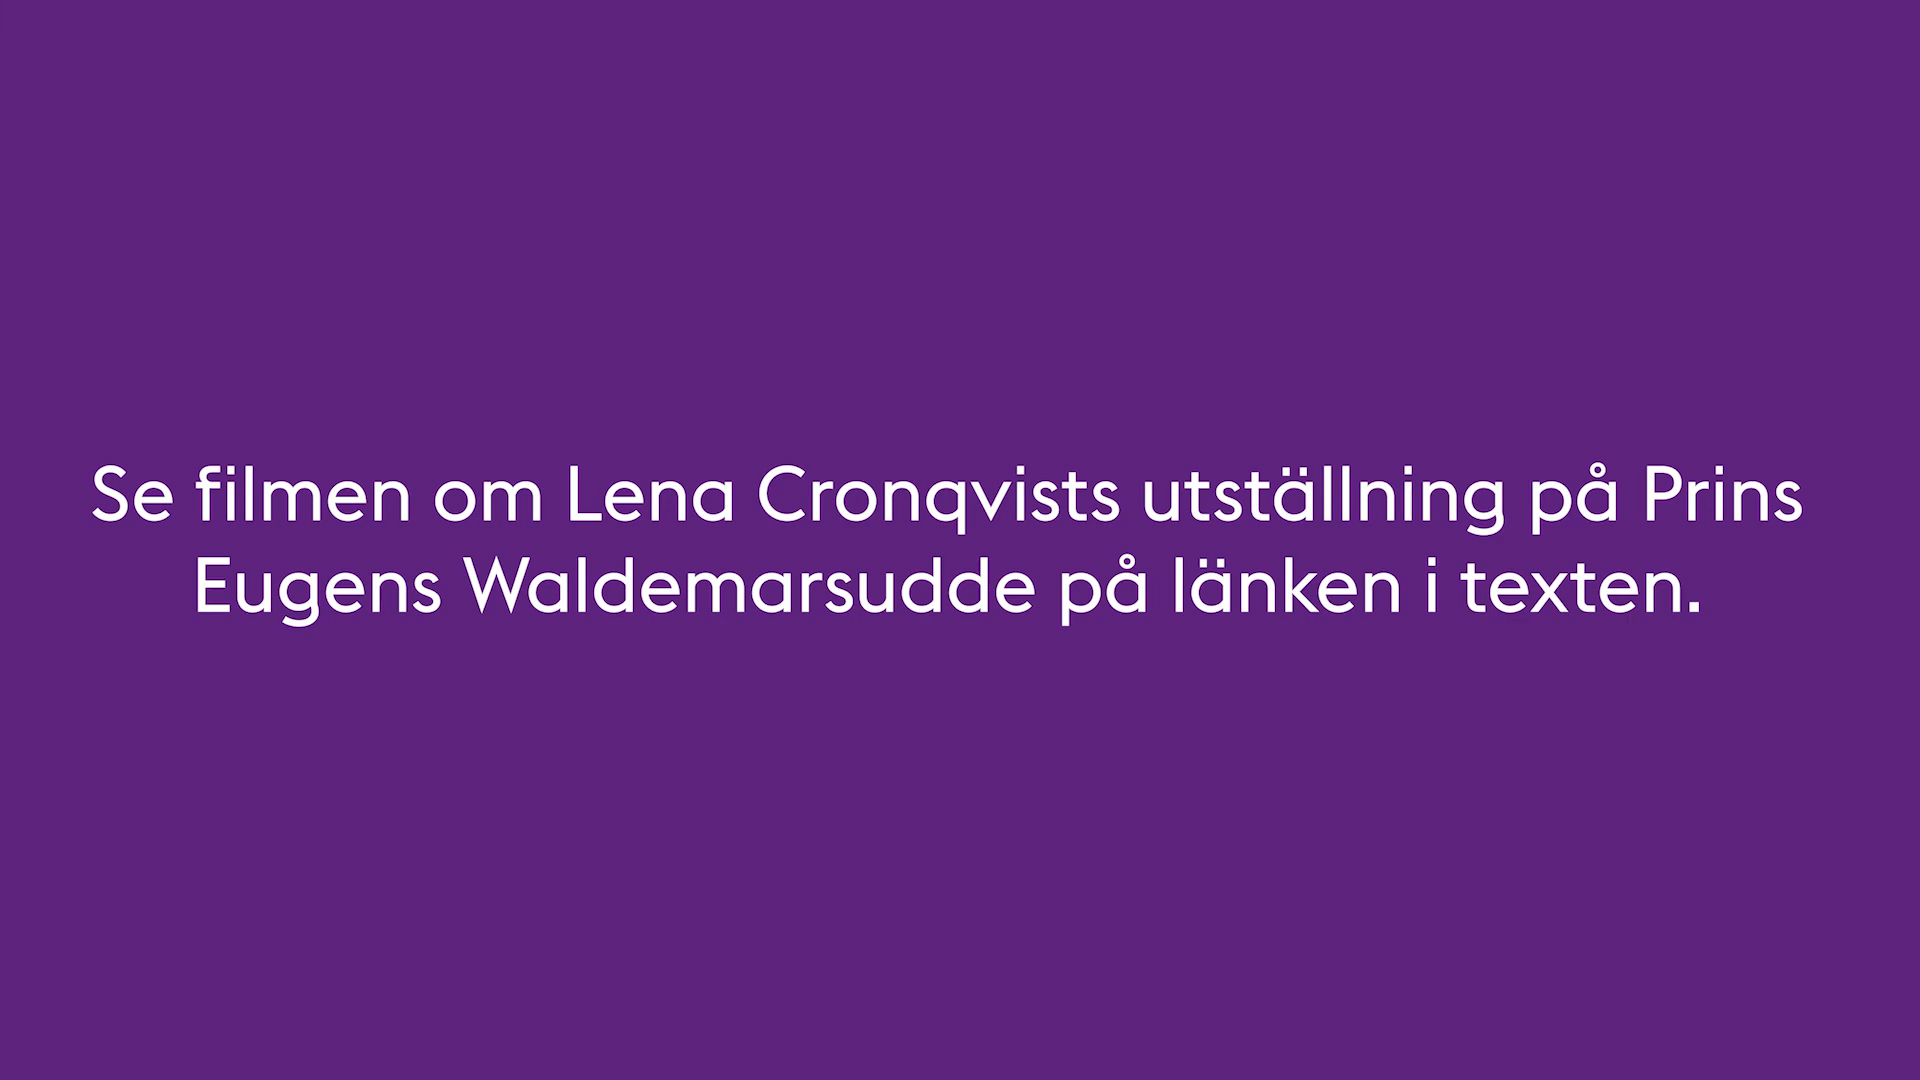 Se filmen om Lena Cronqvists utställning på Prins
Eugens Waldemarsudde på länken i texten.